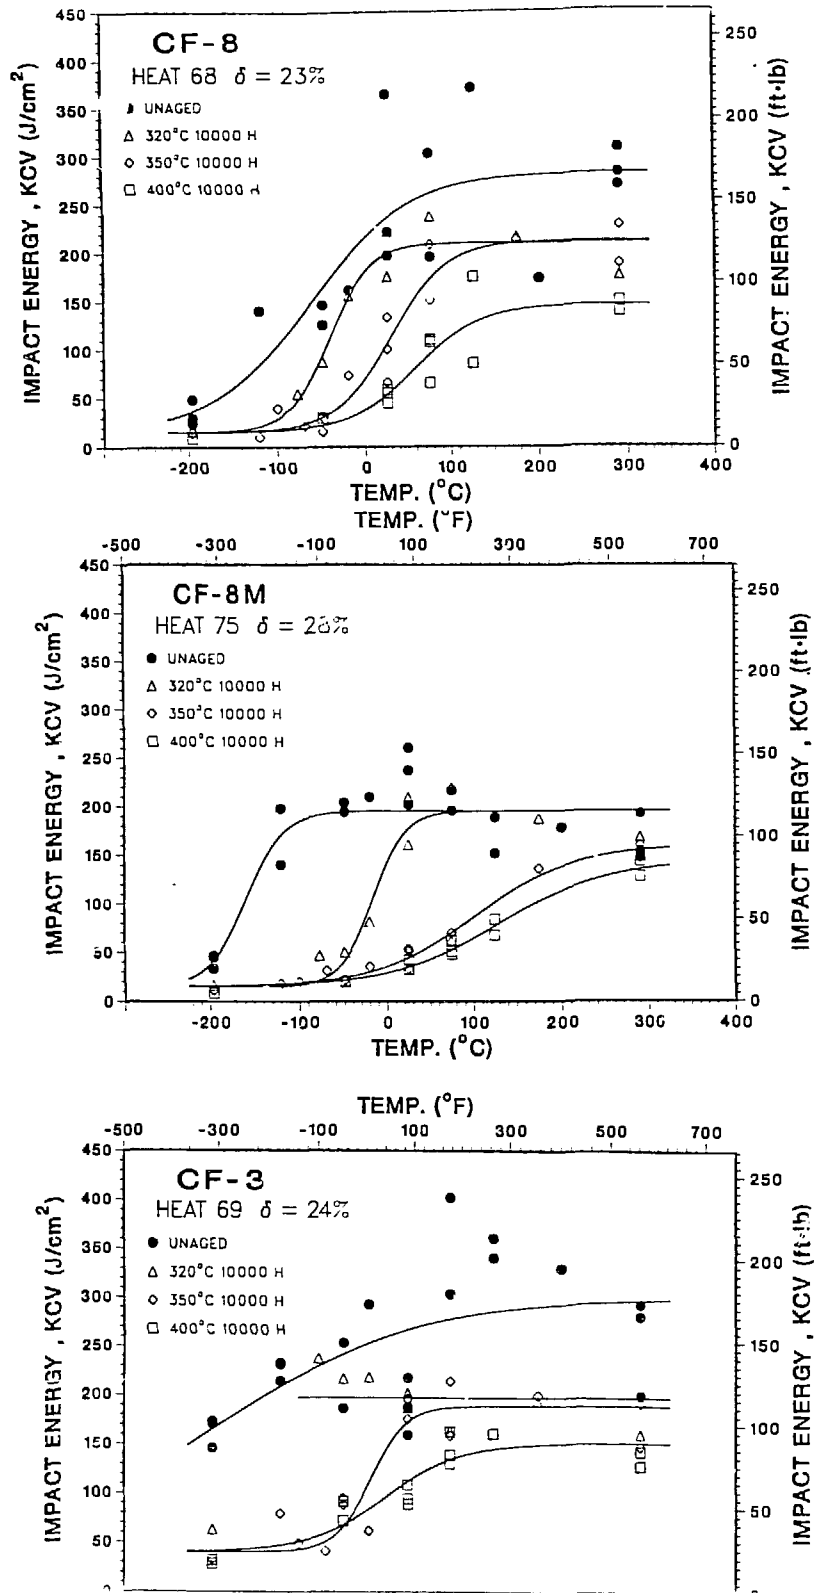 CF-8
HEAT 68 δ = 23%
UNAGED
320°C 10000 H
350°C 10000 H
400°C 10000 H
IMPACT ENERGY , KCV (J/cm²)
450
400
350
300
250
200
150
100
50
0
IMPACT ENERGY , KCV (ft·lb)
250
200
150
100
50
0
-200 -100 0 100 200 300 400
TEMP. (°C)
TEMP. (°F)
-500 -300 -100 100 300 500 700
CF-8M
HEAT 75 δ = 28%
UNAGED
320°C 10000 H
350°C 10000 H
400°C 10000 H
IMPACT ENERGY , KCV (J/cm²)
450
400
350
300
250
200
150
100
50
0
IMPACT ENERGY , KCV (ft·lb)
250
200
150
100
50
0
-200 -100 0 100 200 300 400
TEMP. (°C)
TEMP. (°F)
-500 -300 -100 100 300 500 700
CF-3
HEAT 69 δ = 24%
UNAGED
320°C 10000 H
350°C 10000 H
400°C 10000 H
IMPACT ENERGY , KCV (J/cm²)
450
400
350
300
250
200
150
100
50
IMPACT ENERGY , KCV (ft·lb)
250
200
150
100
50